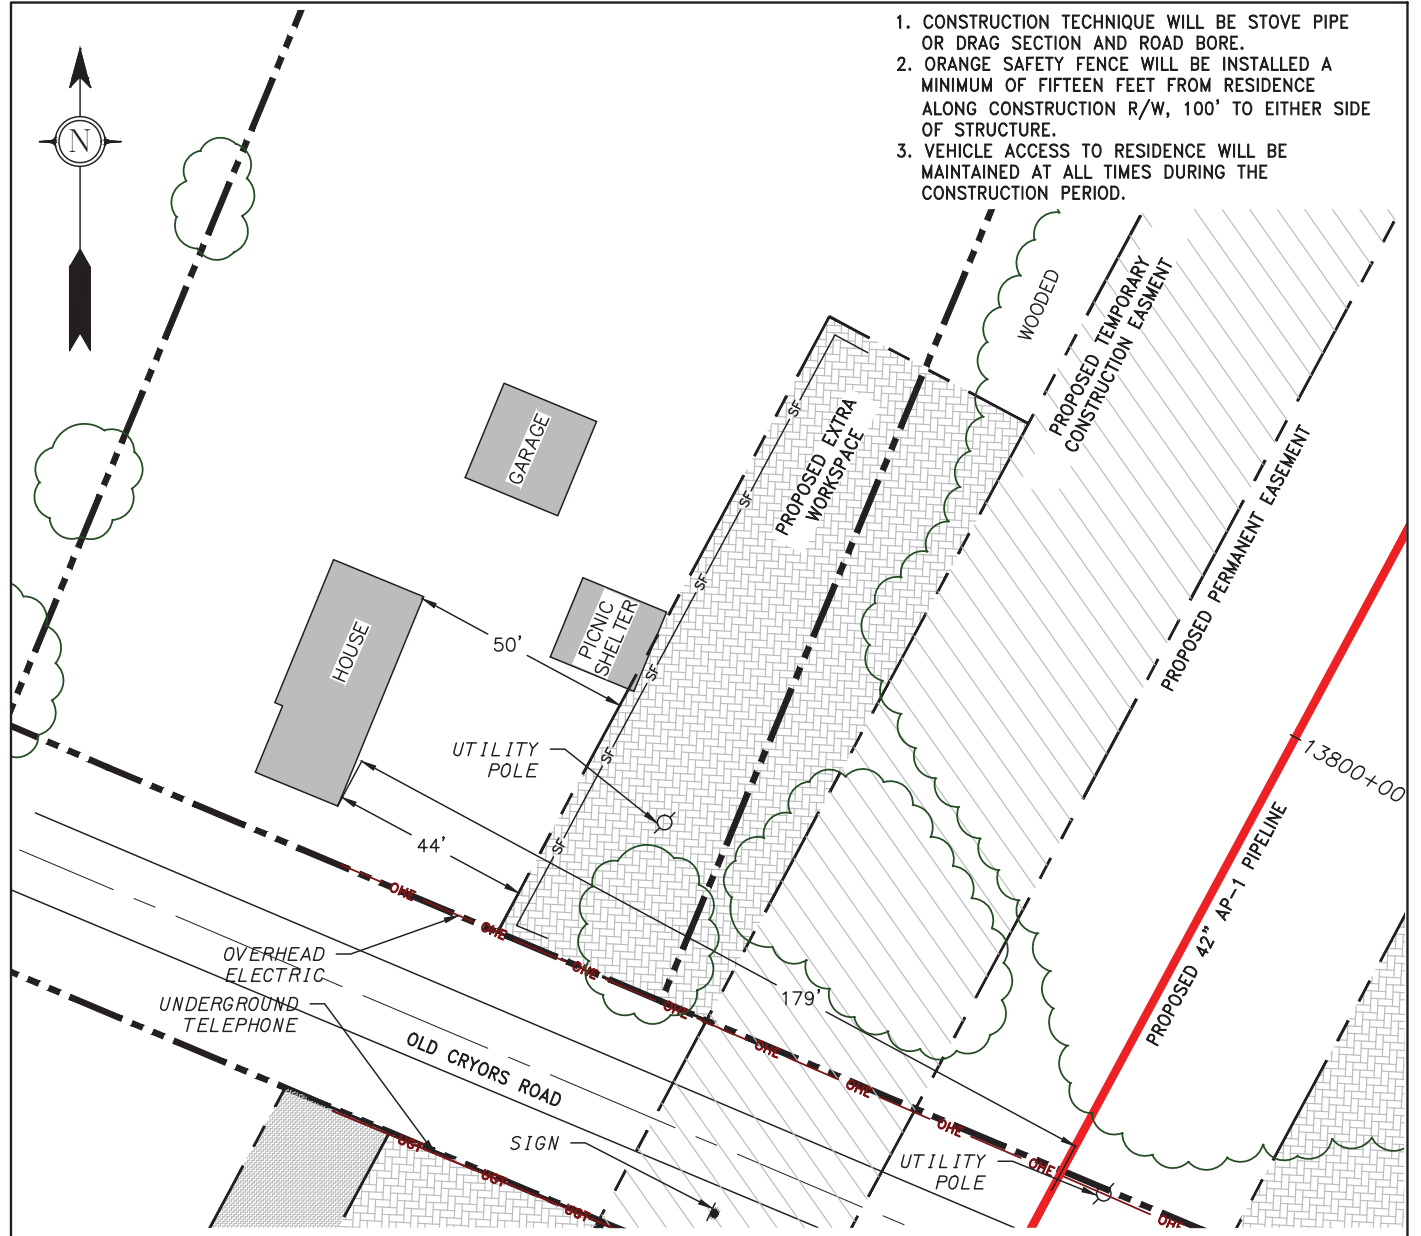 1. CONSTRUCTION TECHNIQUE WILL BE STOVE PIPE
OR DRAG SECTION AND ROAD BORE.
2. ORANGE SAFETY FENCE WILL BE INSTALLED A
MINIMUM OF FIFTEEN FEET FROM RESIDENCE
ALONG CONSTRUCTION R/W, 100' TO EITHER SIDE
OF STRUCTURE.
3. VEHICLE ACCESS TO RESIDENCE WILL BE
MAINTAINED AT ALL TIMES DURING THE
CONSTRUCTION PERIOD.
N
WOODED
PROPOSED TEMPORARY
CONSTRUCTION EASMENT
PROPOSED PERMANENT EASEMENT
PROPOSED EXTRA
WORKSPACE
GARAGE
SF
SF
SF
SF
SF
SF
HOUSE
50'
PICNIC
SHELTER
UTILITY
POLE
44'
179'
13800+00
PROPOSED 42" AP-1 PIPELINE
OHE
OHE
OHE
OHE
OHE
OHE
OHE
OHE
OHE
OVERHEAD
ELECTRIC
UNDERGROUND
TELEPHONE
OLD CRYORS ROAD
SIGN
UTILITY
POLE
UGT
UGT
UGT